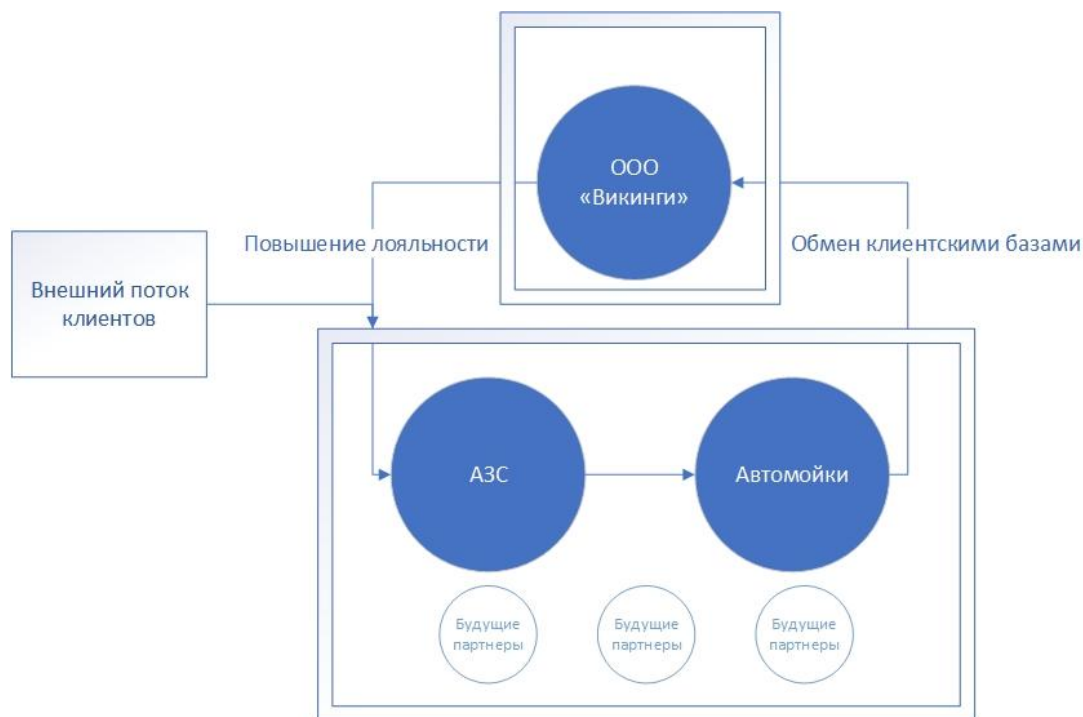 ООО
«Викинги»
Повышение лояльности
Обмен клиентскими базами
Внешний поток
клиентов
АЗС
Автомойки
Будущие
партнеры
Будущие
партнеры
Будущие
партнеры